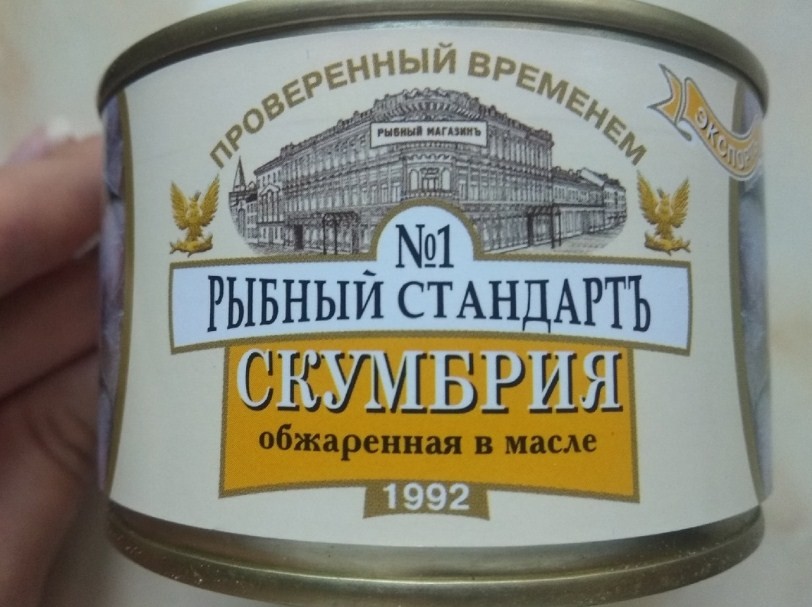 ПРОВЕРЕННЫЙ ВРЕМЕНЕМ
РЫБНЫЙ МАГАЗИНЪ
№1
РЫБНЫЙ СТАНДАРТЪ
СКУМБРИЯ
обжаренная в масле
1992